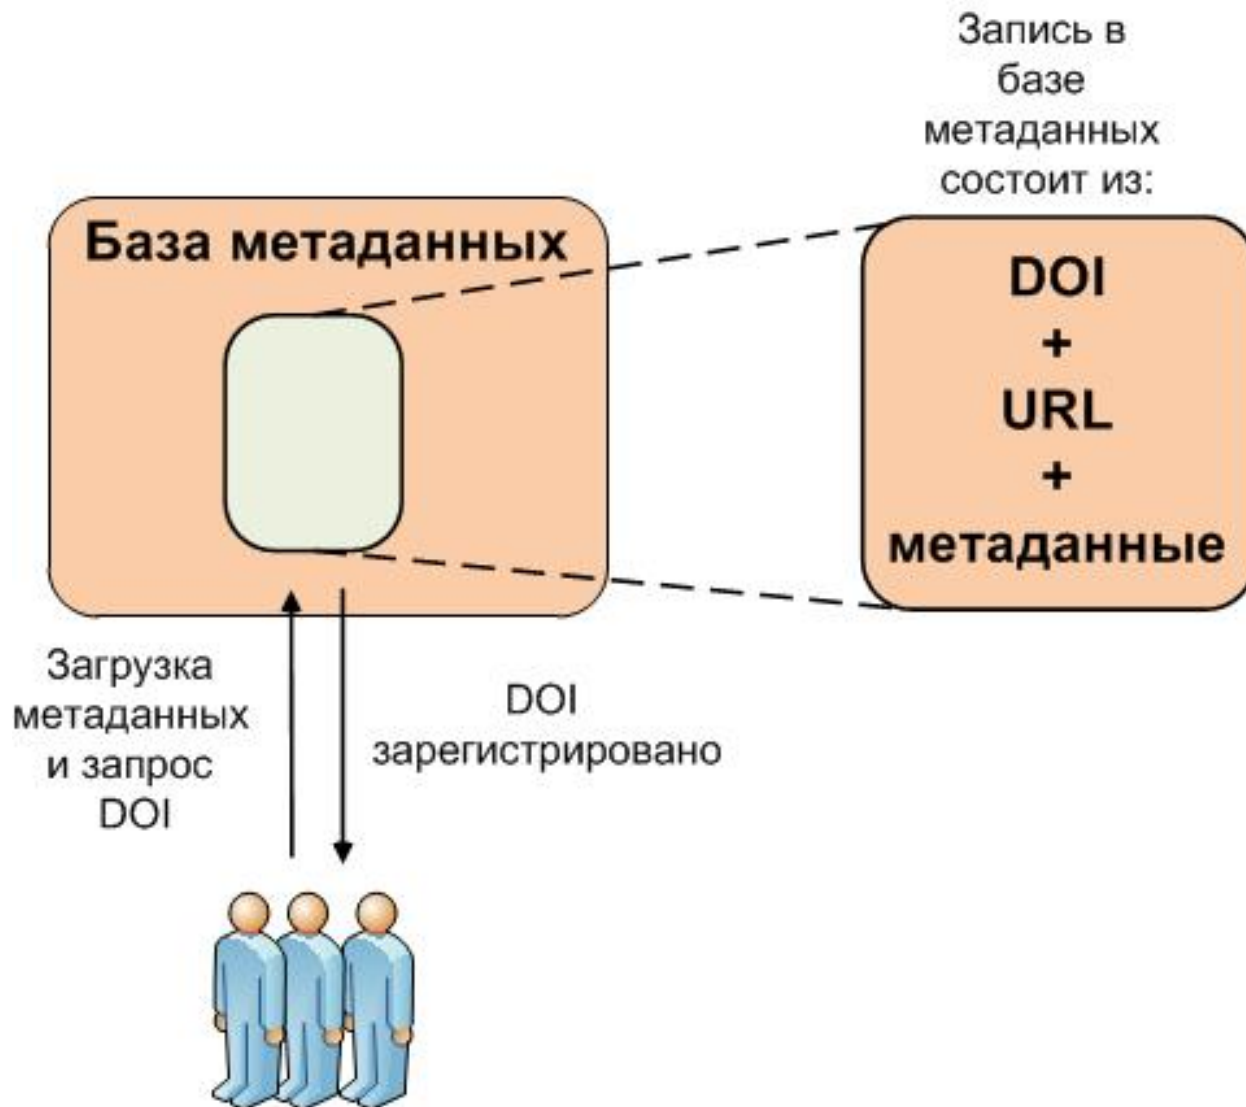 Запись в
базе
метаданных
состоит из:
База метаданных
DOI
+
URL
+
метаданные
Загрузка
метаданных
и запрос
DOI
DOI
зарегистрировано